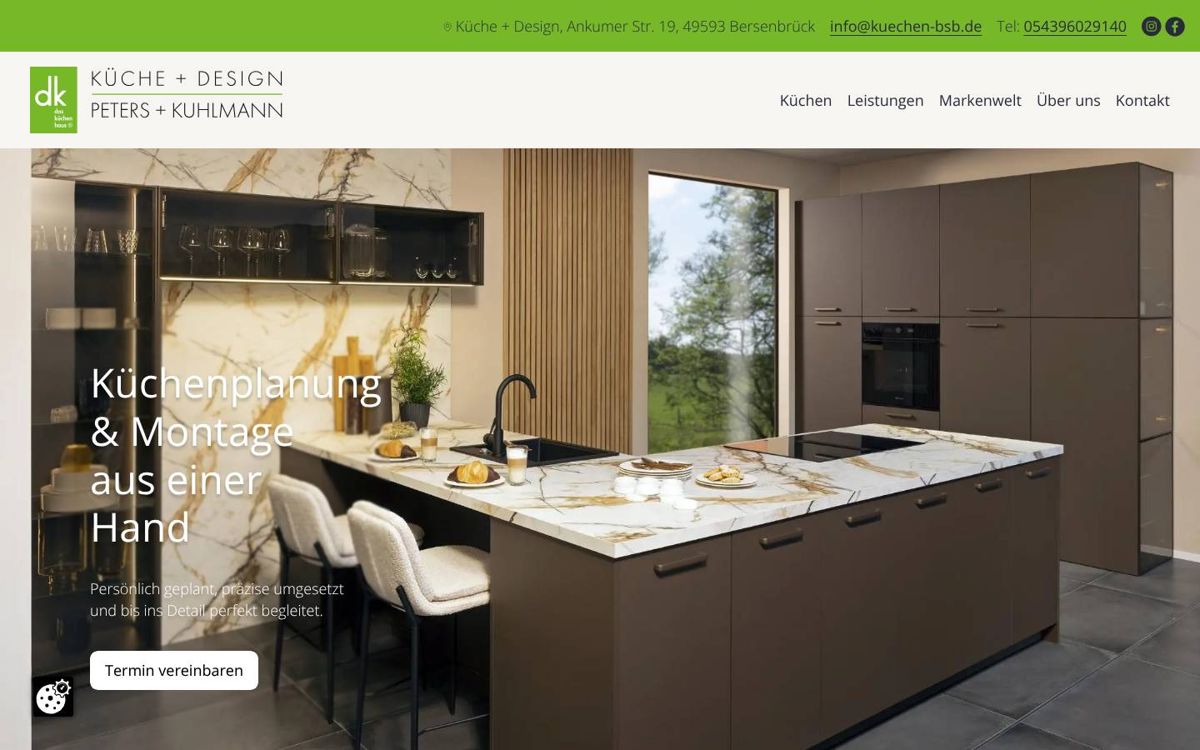 Küche + Design, Ankumer Str. 19, 49593 Bersenbrück info@kuechen-bsb.de Tel: 054396029140
dk
das
küchen
haus
KÜCHE + DESIGN
PETERS + KUHLMANN
Küchen Leistungen Markenwelt Über uns Kontakt
Küchenplanung
& Montage
aus einer
Hand
Persönlich geplant, präzise umgesetzt
und bis ins Detail perfekt begleitet.
Termin vereinbaren